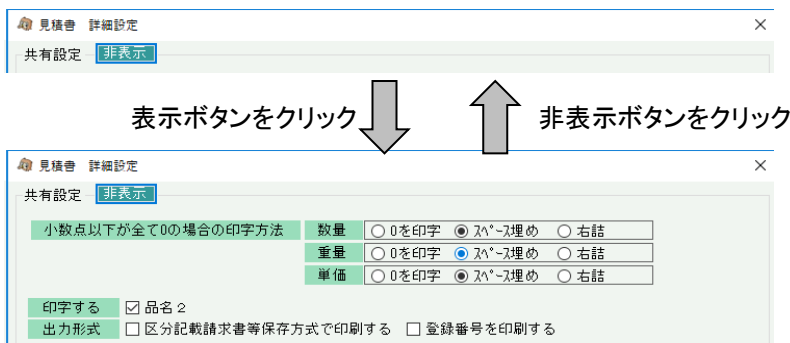 見積書 詳細設定
共有設定 非表示
表示ボタンをクリック 非表示ボタンをクリック
見積書 詳細設定
共有設定 非表示
小数点以下が全て0の場合の印字方法 数量 0を印字 ｽﾍﾟｰｽ埋め 右詰
重量 0を印字 ｽﾍﾟｰｽ埋め 右詰
単価 0を印字 ｽﾍﾟｰｽ埋め 右詰
印字する 品名２
出力形式 区分記載請求書等保存方式で印刷する 登録番号を印刷する